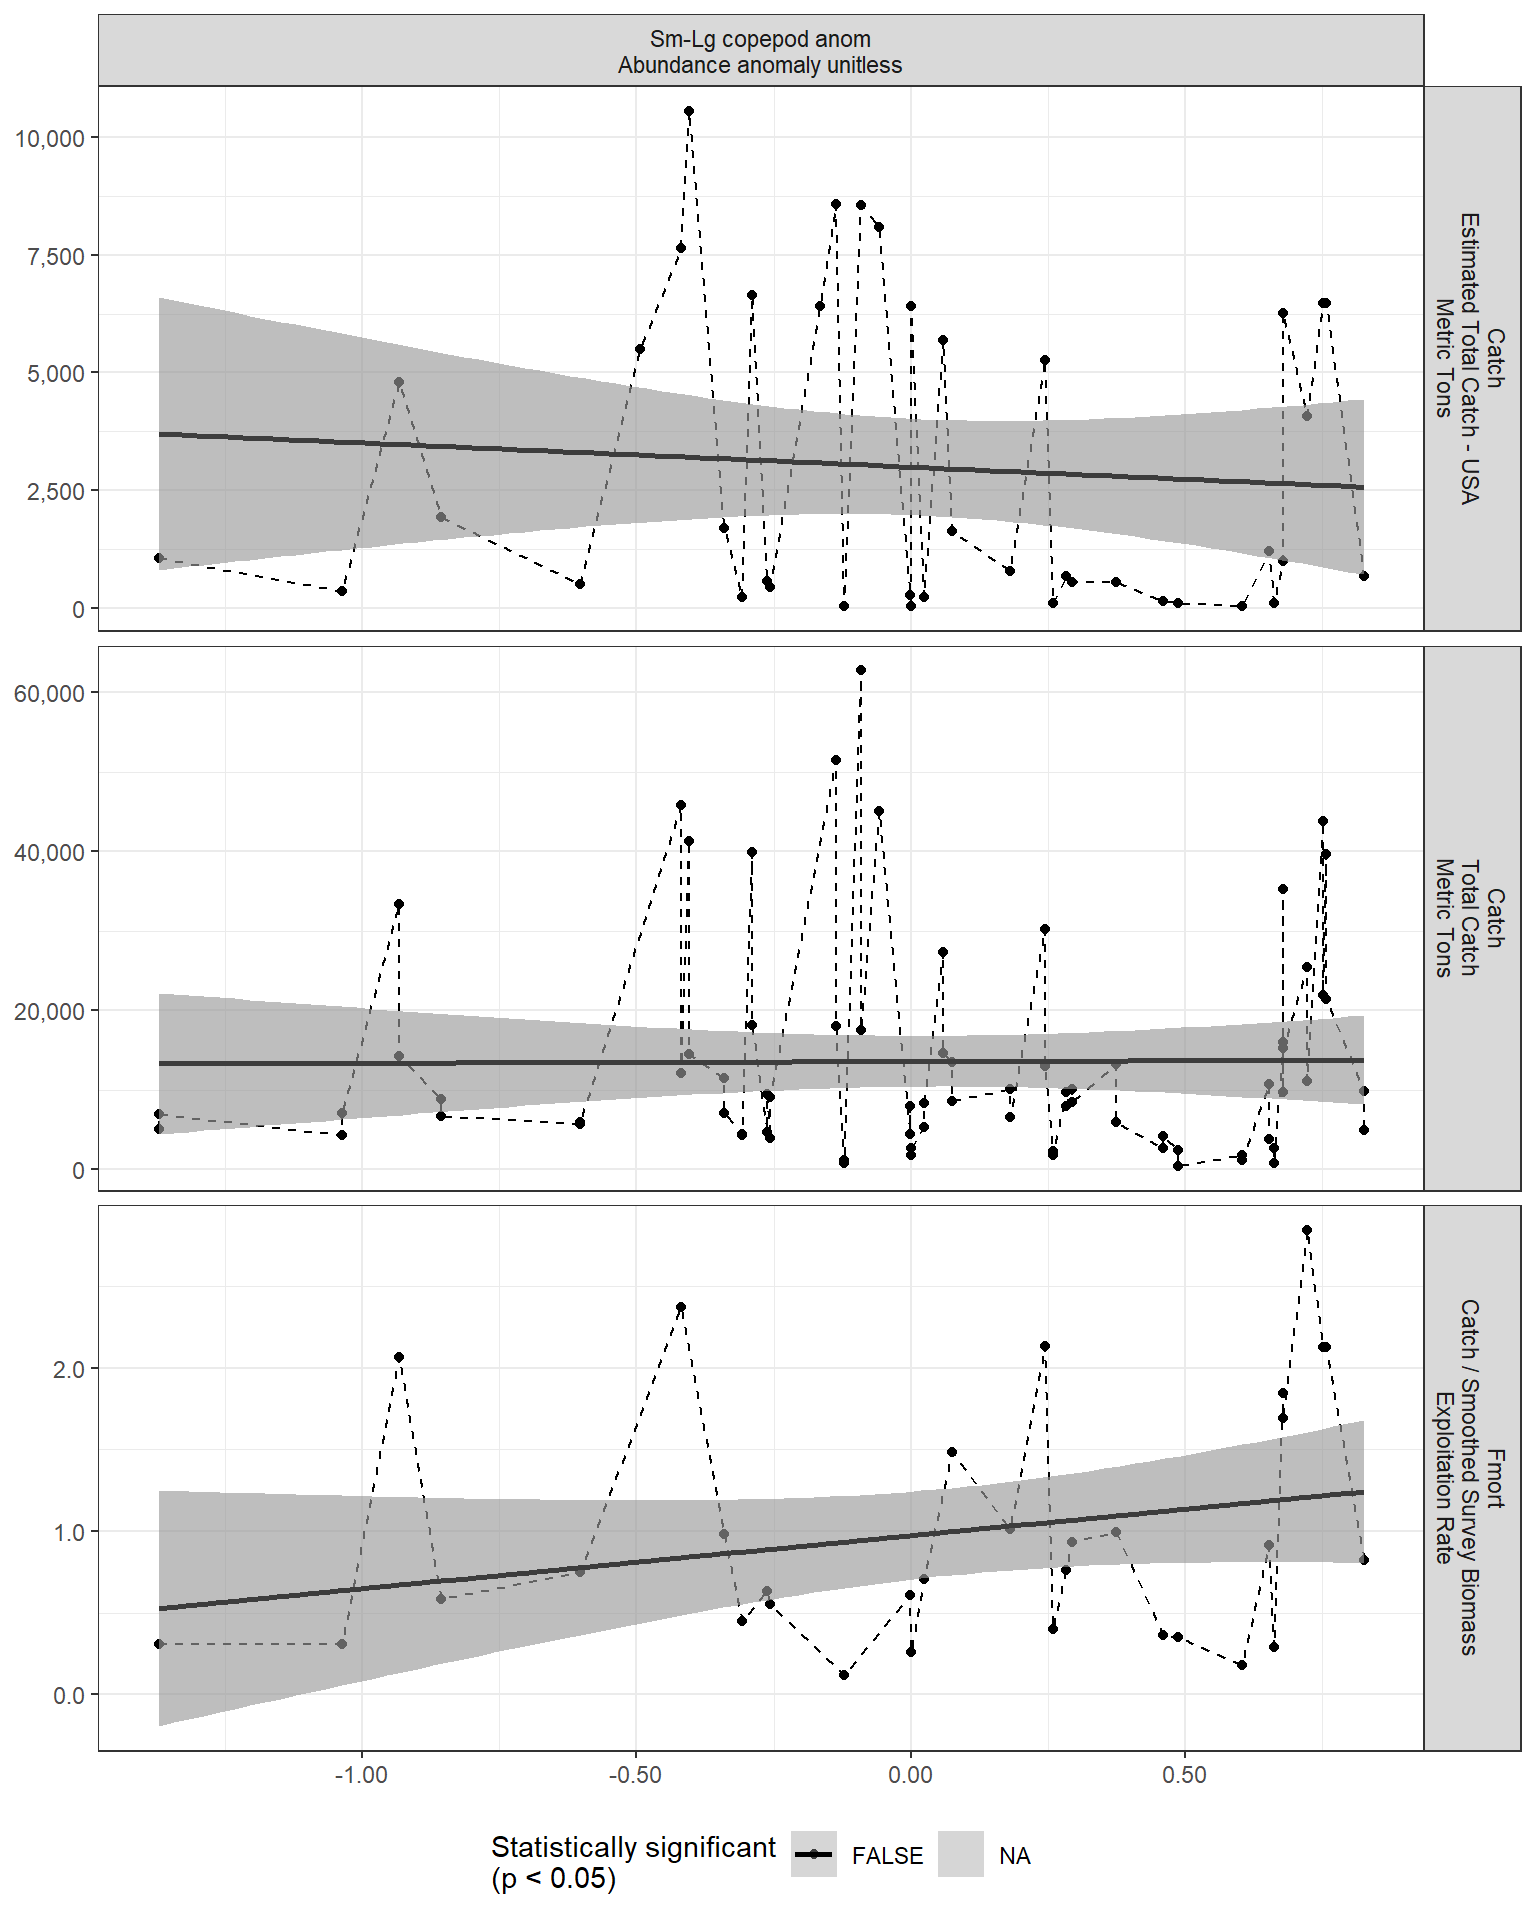 Sm-Lg copepod anom
Abundance anomaly unitless
10,000
7,500
5,000
2,500
0
Catch
Estimated Total Catch - USA
Metric Tons
60,000
40,000
20,000
0
Catch
Total Catch
Metric Tons
2.0
1.0
0.0
Fmort
Catch / Smoothed Survey Biomass
Exploitation Rate
-1.00
-0.50
0.00
0.50
Statistically significant
(p < 0.05)
FALSE
NA